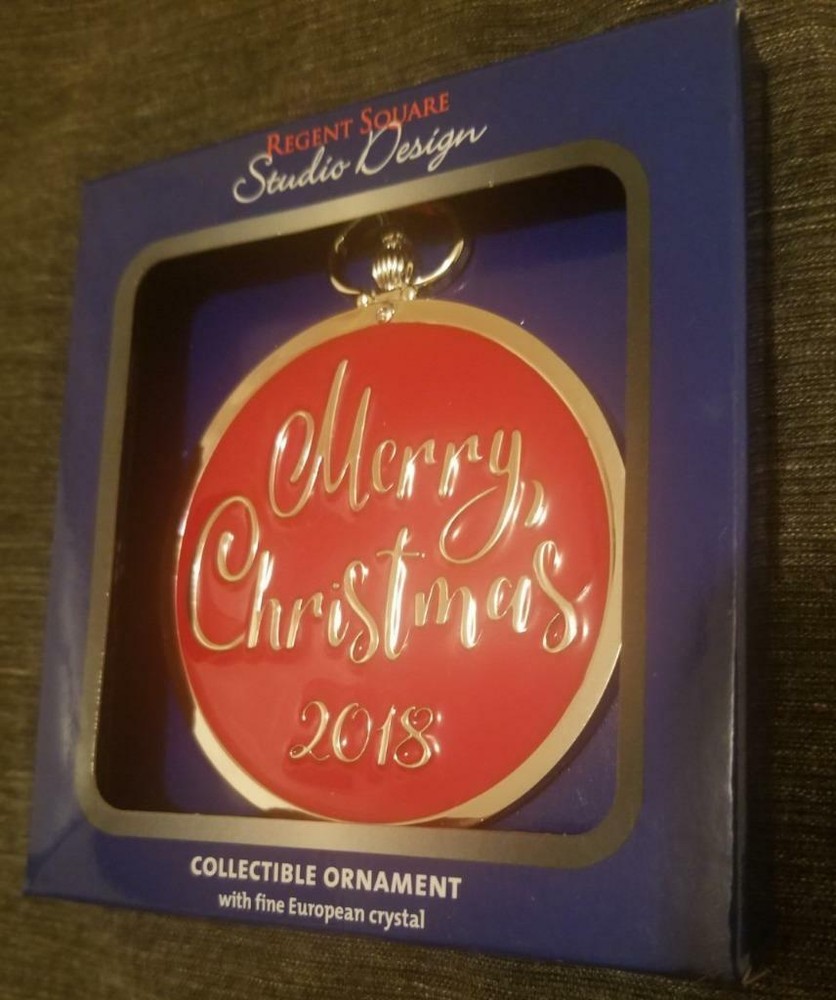 REGENT SQUARE
Studio Design
Merry
Christmas
2018
COLLECTIBLE ORNAMENT
with fine European crystal